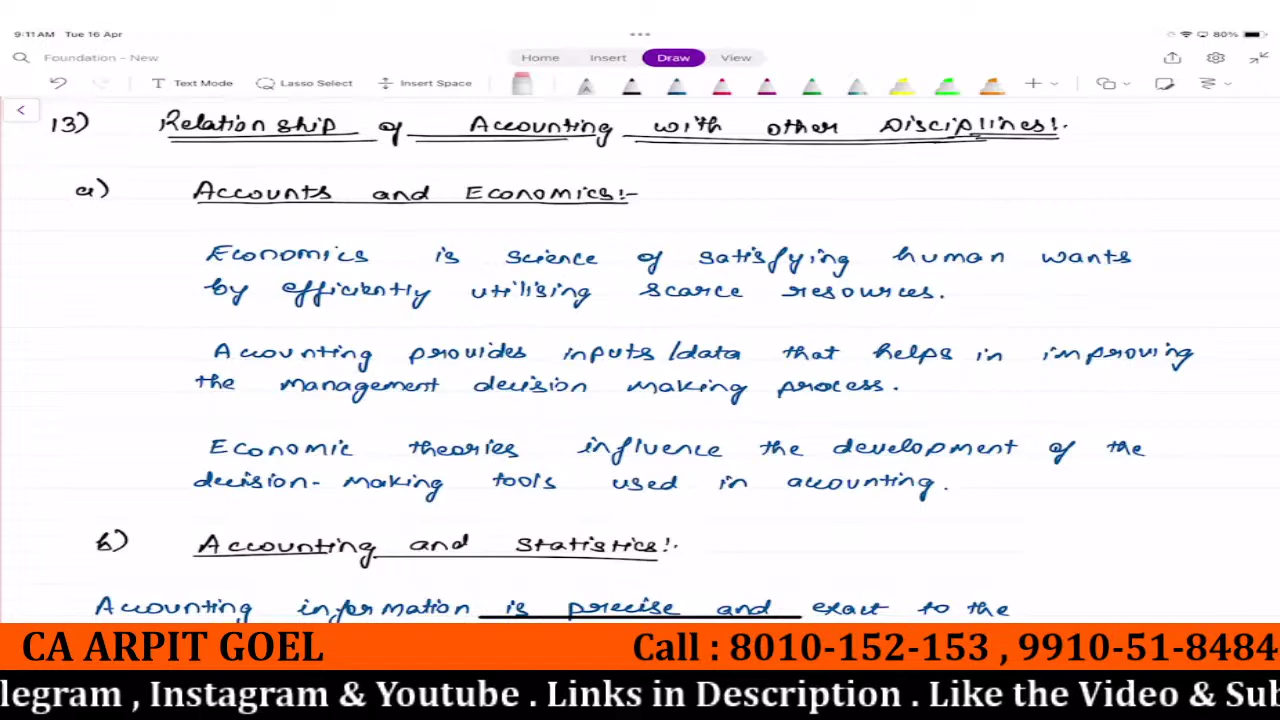 9:11 AM Tue 16 Apr
80%
Foundation - New
Home Insert Draw View
Text Mode Lasso Select Insert Space
13) Relationship of Accounting with other Disciplines:-
a) Accounts and Economics:-
Economics is science of satisfying human wants
by efficiently utilising scarce resources.
Accounting provides inputs/data that helps in improving
the management decision making process.
Economic theories influence the development of the
decision-making tools used in accounting.
b) Accounting and Statistics:-
Accounting information is precise and exact to the
CA ARPIT GOEL Call : 8010-152-153 , 9910-51-8484
legram , Instagram & Youtube . Links in Description . Like the Video & Sub